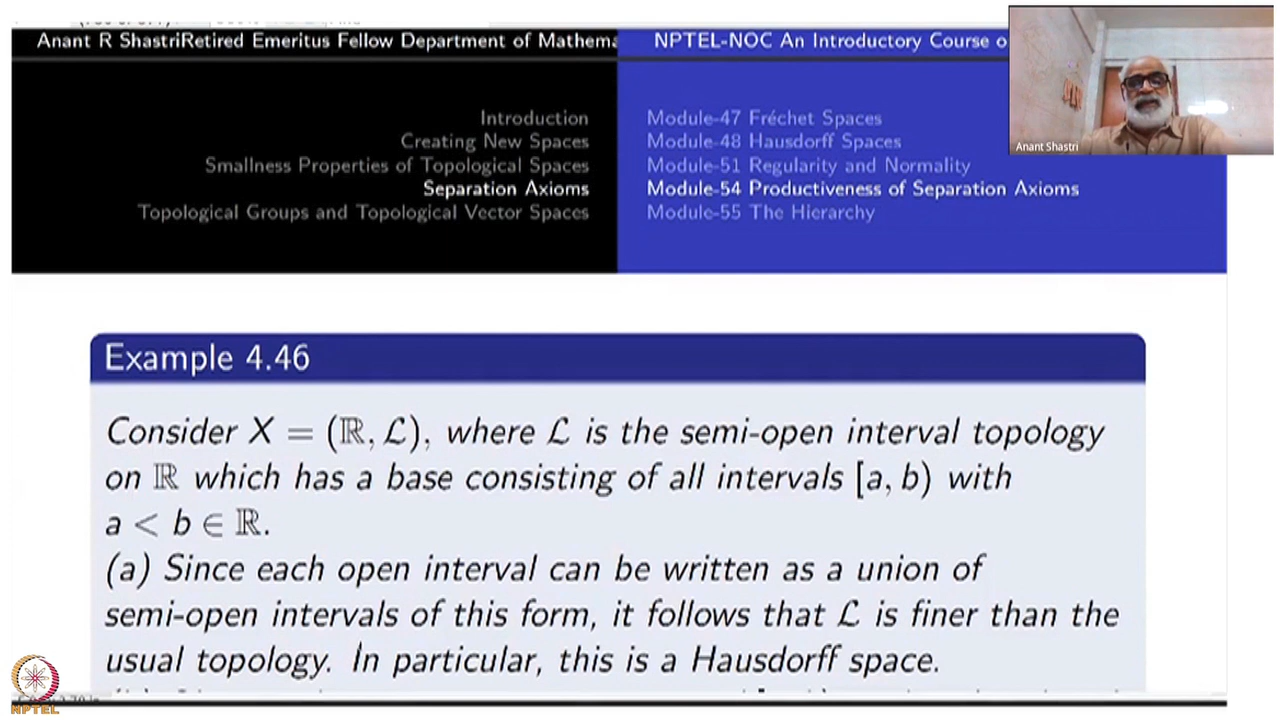 Anant R ShastriRetired Emeritus Fellow Department of Mathema
NPTEL-NOC An Introductory Course o
Introduction
Creating New Spaces
Smallness Properties of Topological Spaces
Separation Axioms
Topological Groups and Topological Vector Spaces
Module-47 Fréchet Spaces
Module-48 Hausdorff Spaces
Module-51 Regularity and Normality
Module-54 Productiveness of Separation Axioms
Module-55 The Hierarchy
Anant Shastri
Example 4.46
Consider X = (ℝ, ℒ), where ℒ is the semi-open interval topology
on ℝ which has a base consisting of all intervals [a, b) with
a < b ∈ ℝ.
(a) Since each open interval can be written as a union of
semi-open intervals of this form, it follows that ℒ is finer than the
usual topology. In particular, this is a Hausdorff space.
NPTEL